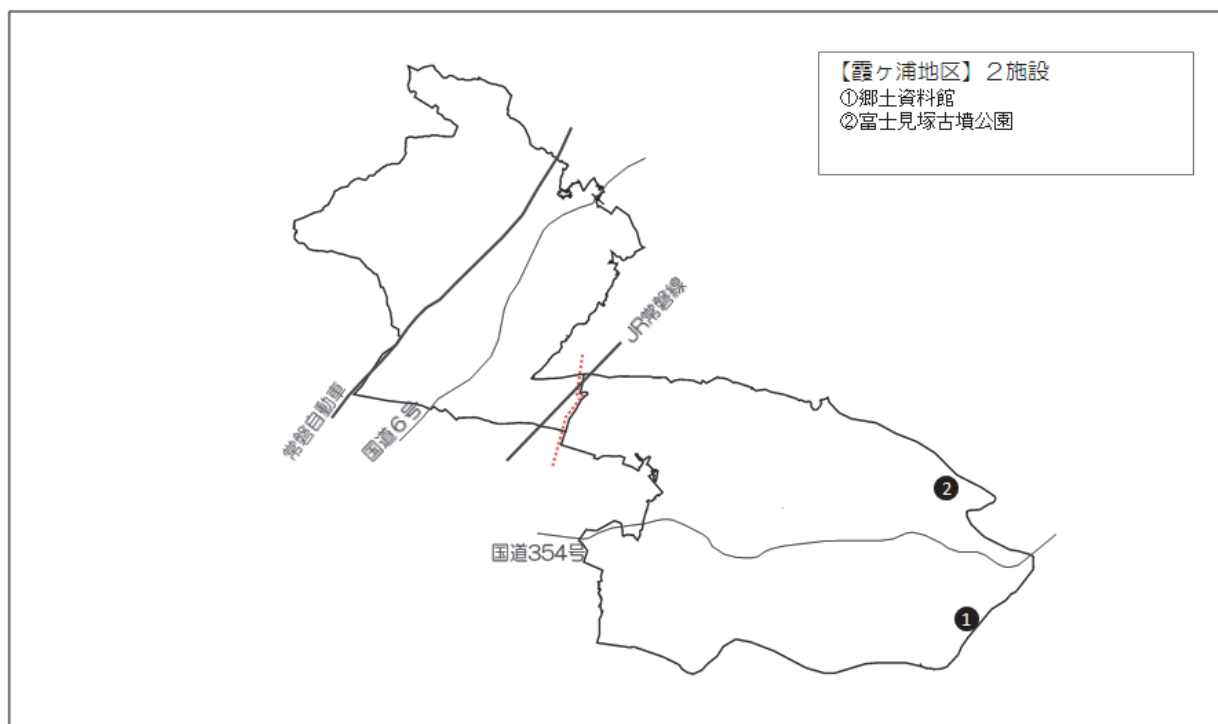 【霞ヶ浦地区】２施設
①郷土資料館
②富士見塚古墳公園
JR常磐線
常磐自動車
国道6号
国道354号
2
1